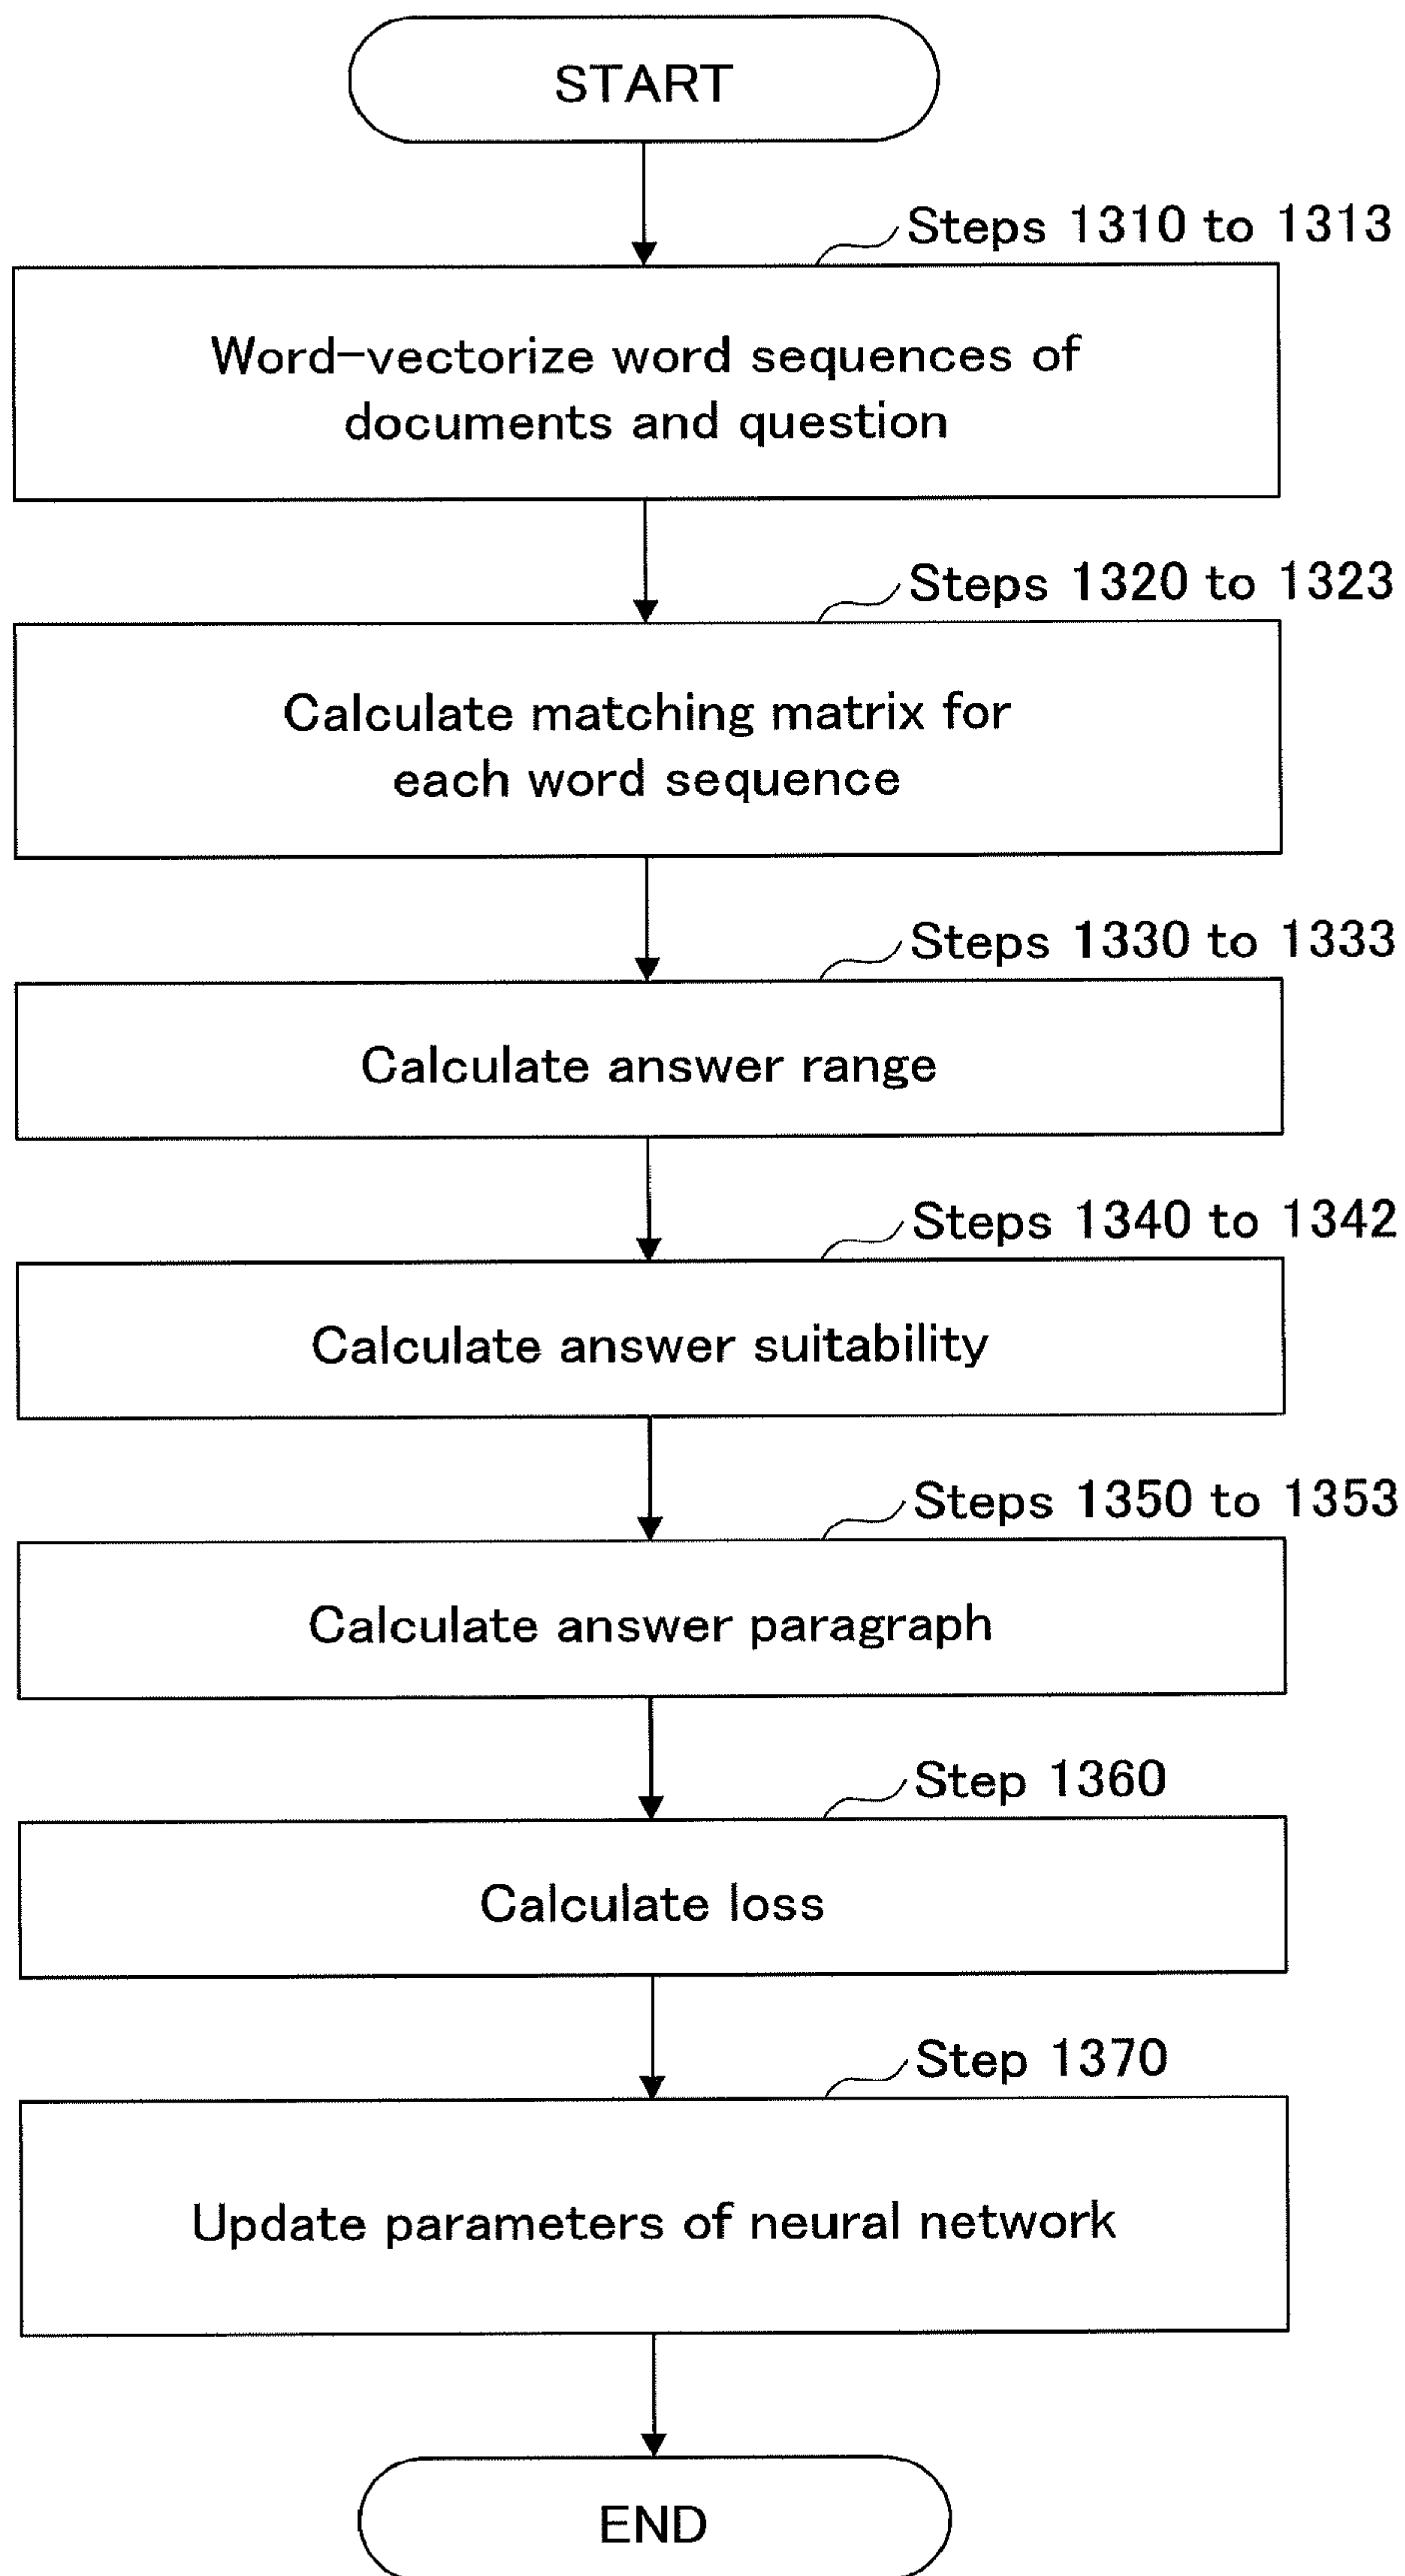 START
Steps 1310 to 1313
Word-vectorize word sequences of
documents and question
Steps 1320 to 1323
Calculate matching matrix for
each word sequence
Steps 1330 to 1333
Calculate answer range
Steps 1340 to 1342
Calculate answer suitability
Steps 1350 to 1353
Calculate answer paragraph
Step 1360
Calculate loss
Step 1370
Update parameters of neural network
END